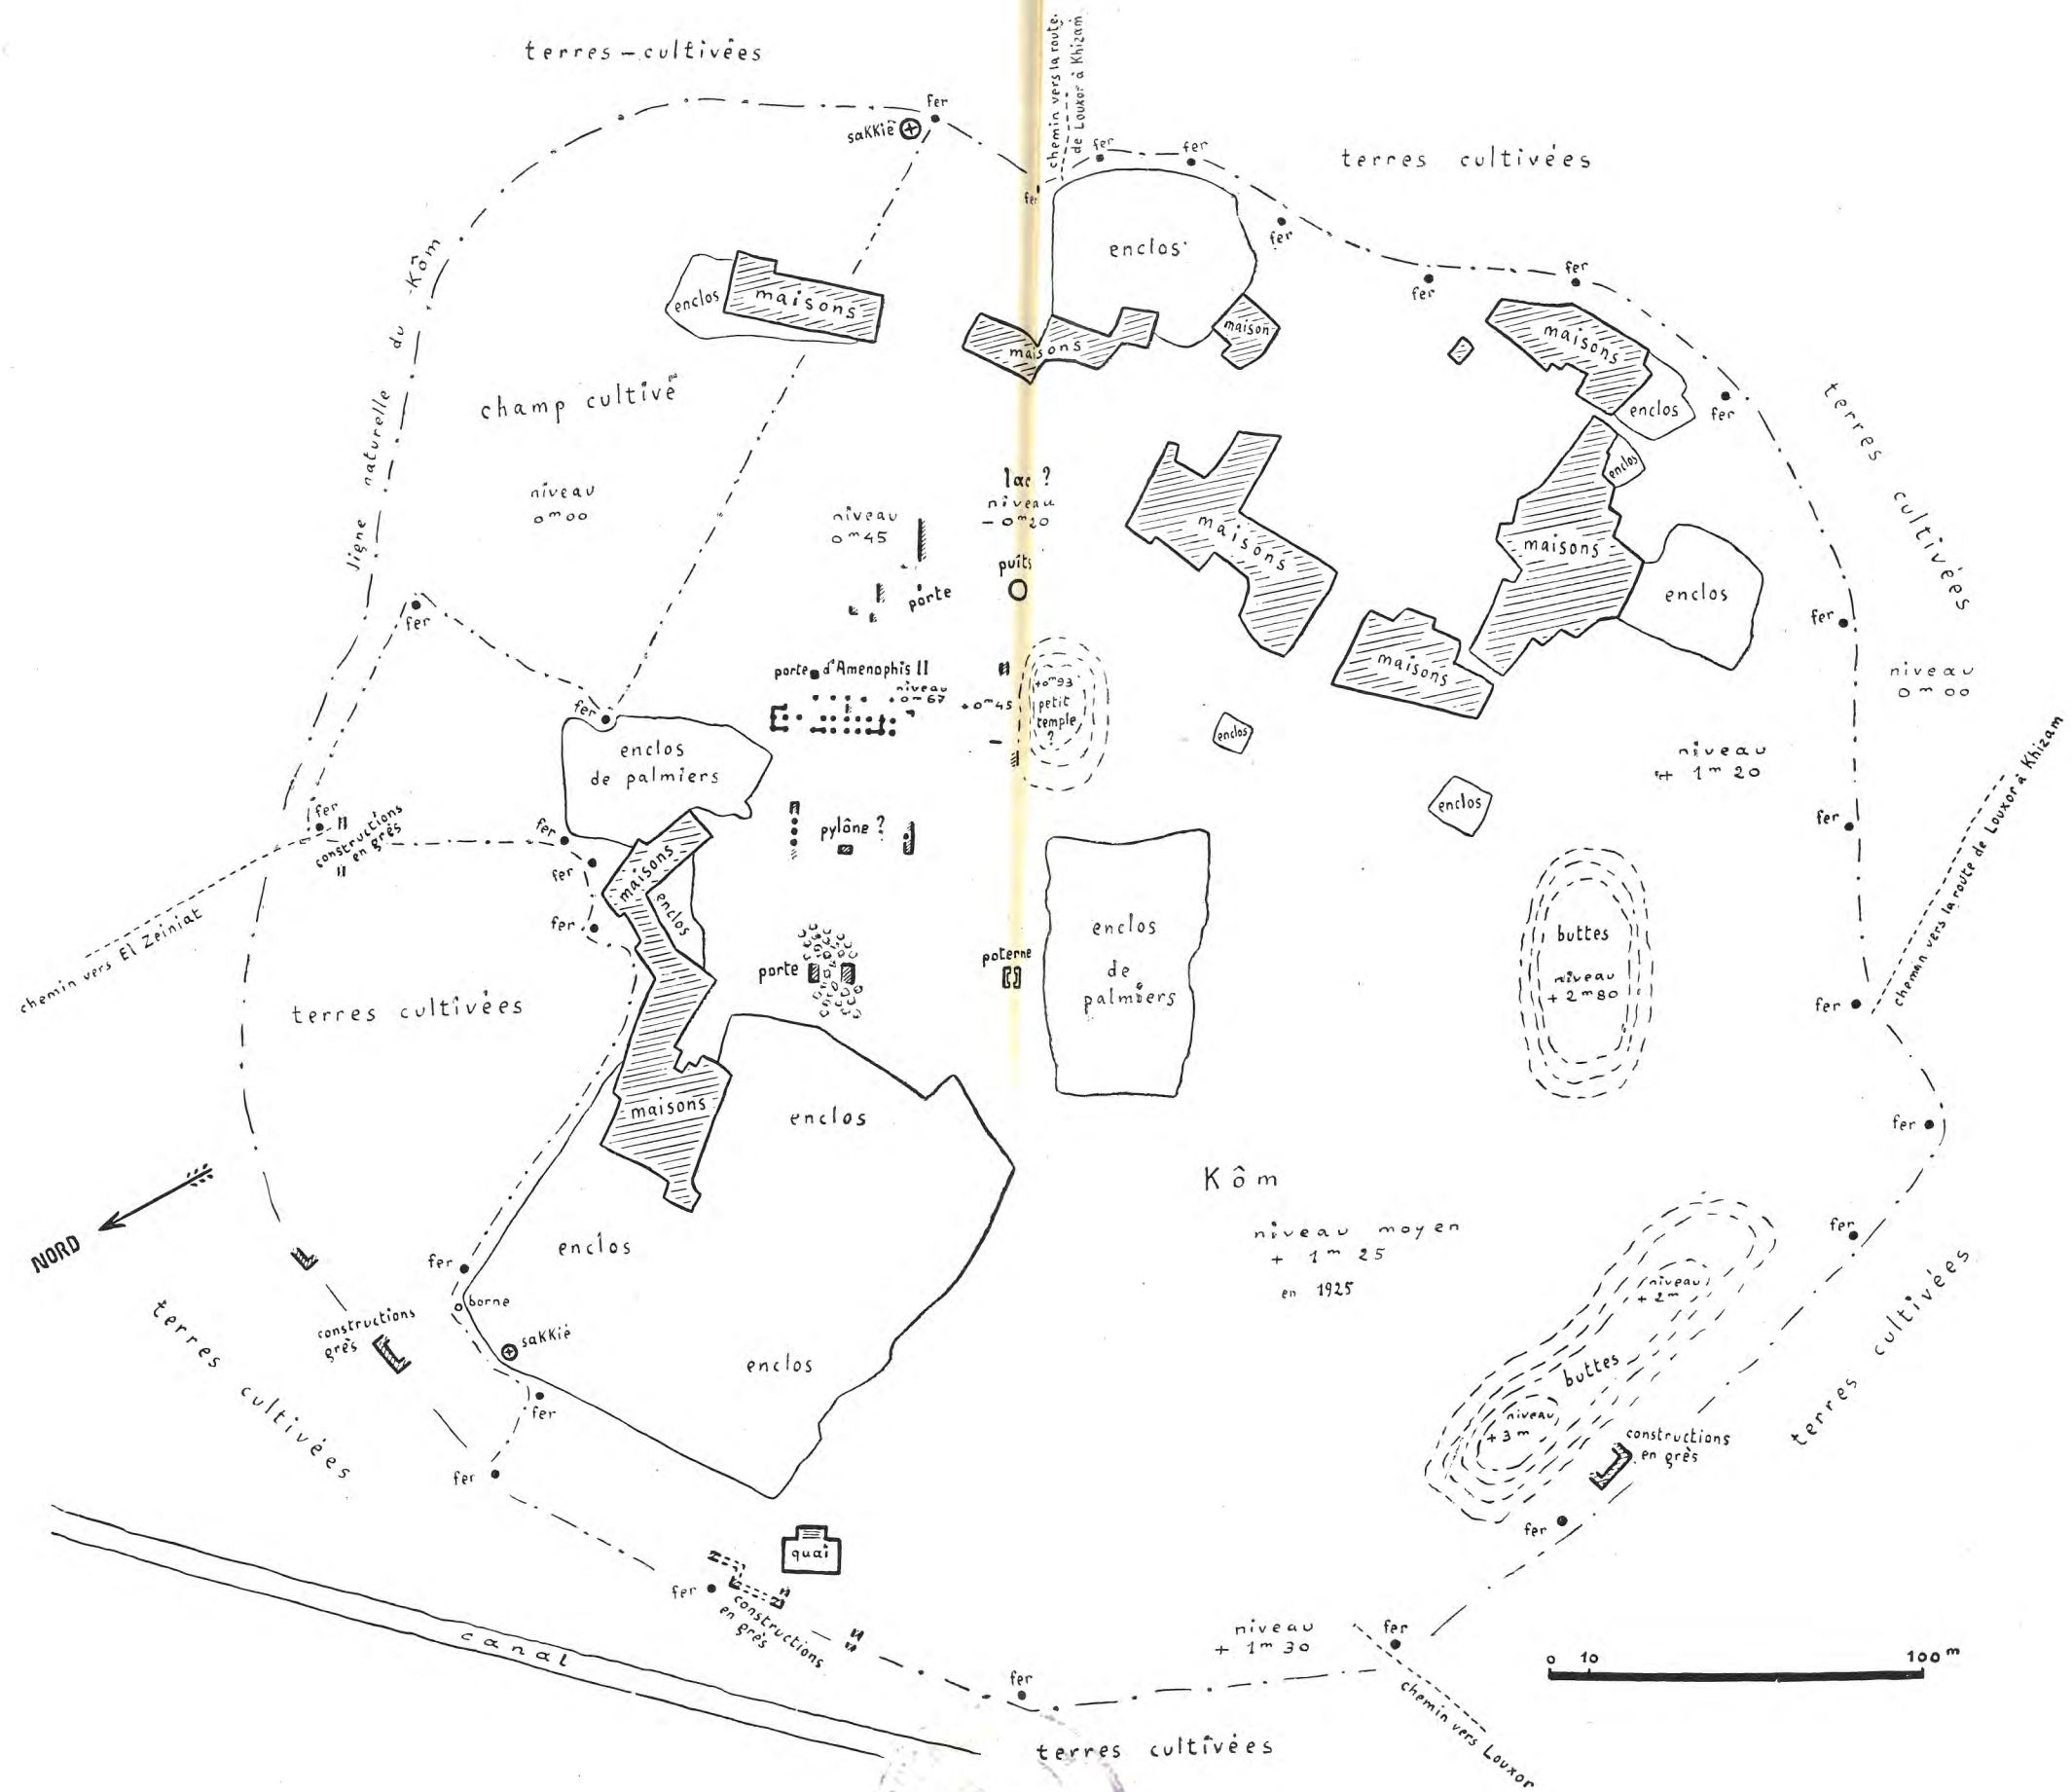 terres-cultivées
chemin vers la route.
de Louxor à Khizam
fer
sakkiê
fer
fer
terres cultivées
fer
fer
enclos
ligne naturelle du Kôm
enclos
maisons
fer
fer
maison
maisons
maisons
champ cultivé
enclos
fer
terres cultivées
enclos
lac ?
niveau
- 0m20
niveau
0m00
niveau
0m45
maisons
maisons
puits
enclos
porte
fer
fer
porte d'Amenophis II
niveau
0m67
+0m45
+0m93
petit
temple
?
maisons
niveau
0m00
fer
enclos
de palmiers
enclos
niveau
+ 1m20
fer
constructions
en grès
fer
fer
maisons
enclos
pylône ?
enclos
fer
chemin vers la route de Louxor à Khizam
chemin vers El Zeiniat
fer
enclos
de
palmiers
buttes
niveau
+ 2m80
porte
poterne
terres cultivées
fer
maisons
enclos
fer
Kôm
niveau moyen
+ 1m25
en 1925
NORD
enclos
fer
fer
niveau
+ 2m
borne
sakkié
constructions
grès
terres cultivées
enclos
buttes
terres cultivées
fer
niveau
+ 3m
constructions
en grès
fer
fer
quai
fer
constructions
en grès
canal
niveau
+ 1m30
fer
0 10 100m
fer
chemin vers Louxor
terres cultivées